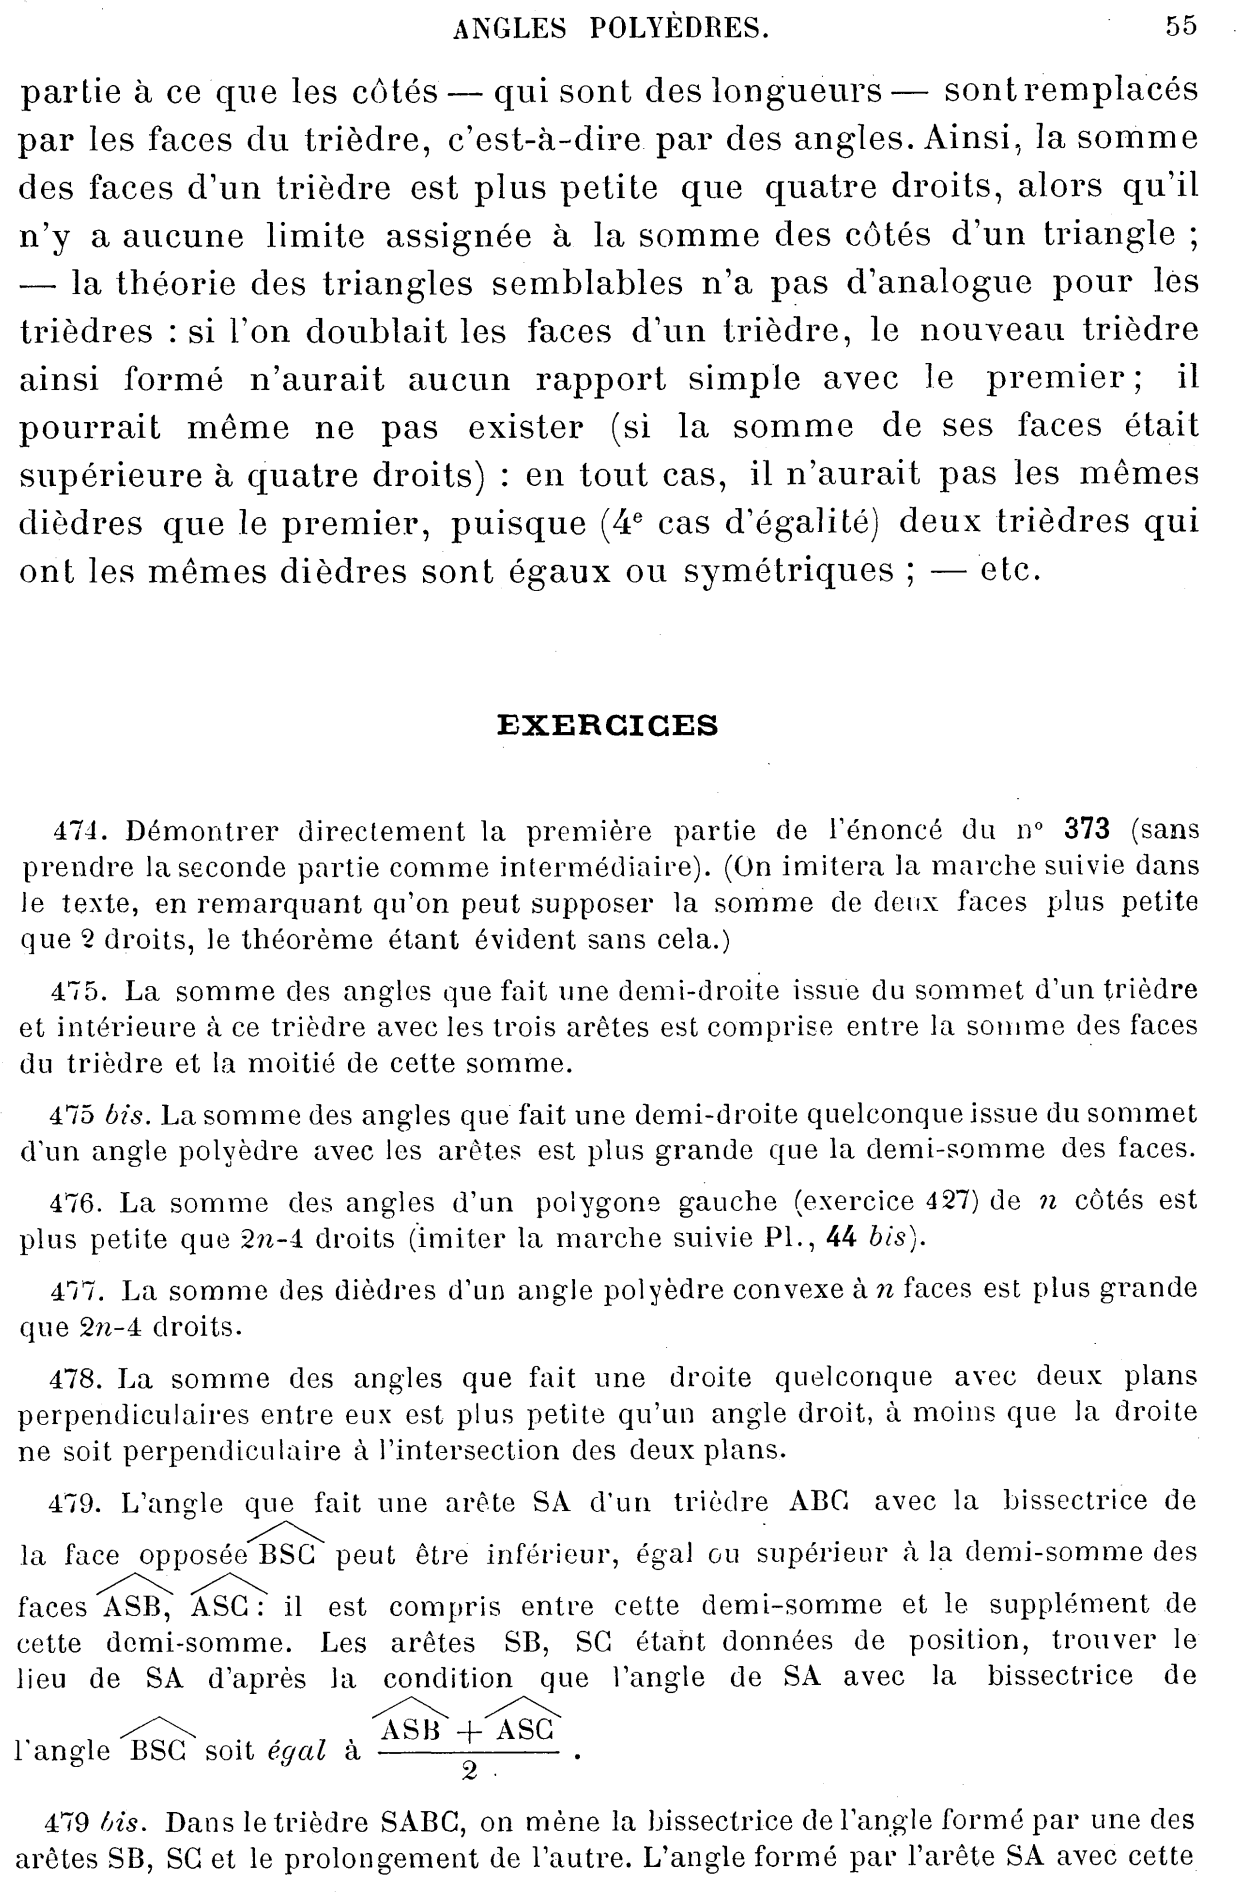 ANGLES POLYÈDRES. 55
partie à ce que les côtés — qui sont des longueurs — sont remplacés
par les faces du trièdre, c'est-à-dire par des angles. Ainsi, la somme
des faces d'un trièdre est plus petite que quatre droits, alors qu'il
n'y a aucune limite assignée à la somme des côtés d'un triangle ;
— la théorie des triangles semblables n'a pas d'analogue pour les
trièdres : si l'on doublait les faces d'un trièdre, le nouveau trièdre
ainsi formé n'aurait aucun rapport simple avec le premier ; il
pourrait même ne pas exister (si la somme de ses faces était
supérieure à quatre droits) : en tout cas, il n'aurait pas les mêmes
dièdres que le premier, puisque (4e cas d'égalité) deux trièdres qui
ont les mêmes dièdres sont égaux ou symétriques ; — etc.
EXERCICES
474. Démontrer directement la première partie de l'énoncé du n° 373 (sans
prendre la seconde partie comme intermédiaire). (On imitera la marche suivie dans
le texte, en remarquant qu'on peut supposer la somme de deux faces plus petite
que 2 droits, le théorème étant évident sans cela.)
475. La somme des angles que fait une demi-droite issue du sommet d'un trièdre
et intérieure à ce trièdre avec les trois arêtes est comprise entre la somme des faces
du trièdre et la moitié de cette somme.
475 bis. La somme des angles que fait une demi-droite quelconque issue du sommet
d'un angle polyèdre avec les arêtes est plus grande que la demi-somme des faces.
476. La somme des angles d'un polygone gauche (exercice 427) de n côtés est
plus petite que 2n-4 droits (imiter la marche suivie Pl., 44 bis).
477. La somme des dièdres d'un angle polyèdre convexe à n faces est plus grande
que 2n-4 droits.
478. La somme des angles que fait une droite quelconque avec deux plans
perpendiculaires entre eux est plus petite qu'un angle droit, à moins que la droite
ne soit perpendiculaire à l'intersection des deux plans.
479. L'angle que fait une arête SA d'un trièdre ABC avec la bissectrice de
la face opposée BSC peut être inférieur, égal ou supérieur à la demi-somme des
faces ASB, ASC : il est compris entre cette demi-somme et le supplément de
cette demi-somme. Les arêtes SB, SC étant données de position, trouver le
lieu de SA d'après la condition que l'angle de SA avec la bissectrice de
l'angle BSC soit égal à (ASB + ASC)/2 .
479 bis. Dans le trièdre SABC, on mène la bissectrice de l'angle formé par une des
arêtes SB, SC et le prolongement de l'autre. L'angle formé par l'arête SA avec cette